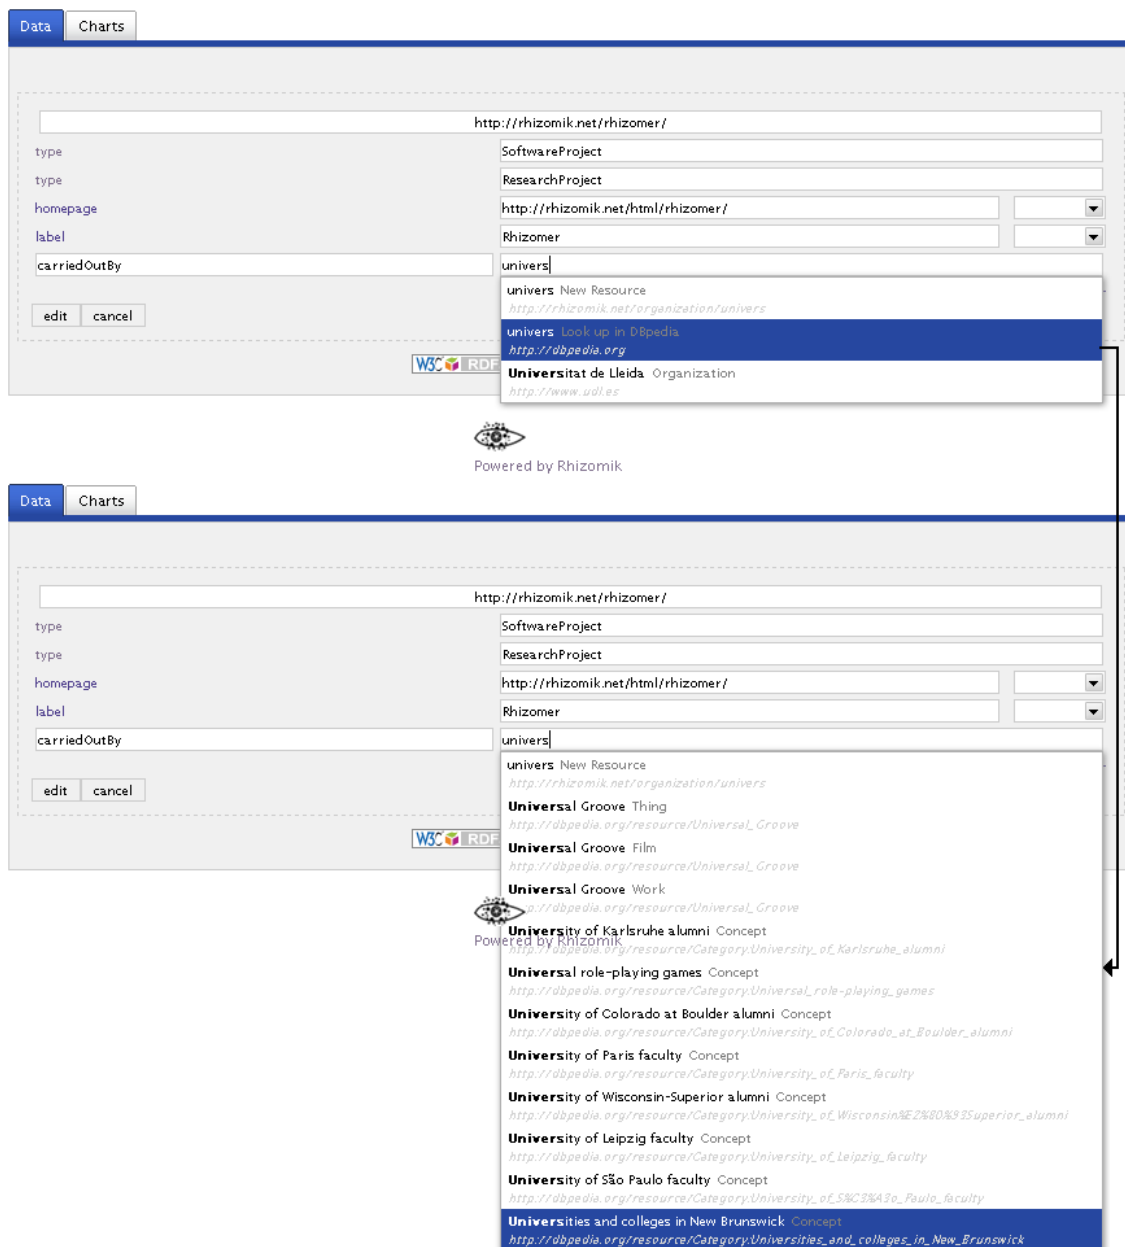 Data Charts
http://rhizomik.net/rhizomer/
type SoftwareProject
type ResearchProject
homepage http://rhizomik.net/html/rhizomer/
label Rhizomer
carriedOutBy univers
univers New Resource
http://rhizomik.net/organization/univers
edit cancel
univers Look up in DBpedia
http://dbpedia.org
W3C RDF
Universitat de Lleida Organization
http://www.udl.es
Powered by Rhizomik
Data Charts
http://rhizomik.net/rhizomer/
type SoftwareProject
type ResearchProject
homepage http://rhizomik.net/html/rhizomer/
label Rhizomer
carriedOutBy univers
univers New Resource
http://rhizomik.net/organization/univers
edit cancel
Universal Groove Thing
http://dbpedia.org/resource/Universal_Groove
W3C RDF
Universal Groove Film
http://dbpedia.org/resource/Universal_Groove
Universal Groove Work
p://dbpedia.org/resource/Universal_Groove
University of Karlsruhe alumni Concept
Powered by Rhizomik
http://dbpedia.org/resource/Category:University_of_Karlsruhe_alumni
Universal role-playing games Concept
http://dbpedia.org/resource/Category:Universal_role-playing_games
University of Colorado at Boulder alumni Concept
http://dbpedia.org/resource/Category:University_of_Colorado_at_Boulder_alumni
University of Paris faculty Concept
http://dbpedia.org/resource/Category:University_of_Paris_faculty
University of Wisconsin-Superior alumni Concept
http://dbpedia.org/resource/Category:University_of_Wisconsin%E2%80%93Superior_alumni
University of Leipzig faculty Concept
http://dbpedia.org/resource/Category:University_of_Leipzig_faculty
University of São Paulo faculty Concept
http://dbpedia.org/resource/Category:University_of_S%C3%A3o_Paulo_faculty
Universities and colleges in New Brunswick Concept
http://dbpedia.org/resource/Category:Universities_and_colleges_in_New_Brunswick